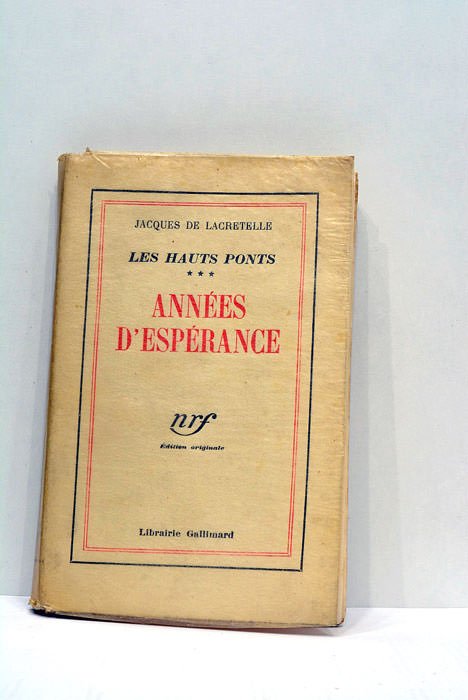 JACQUES DE LACRETELLE
LES HAUTS PONTS
★★★
ANNÉES
D'ESPÉRANCE
nrf
Édition originale
Librairie Gallimard